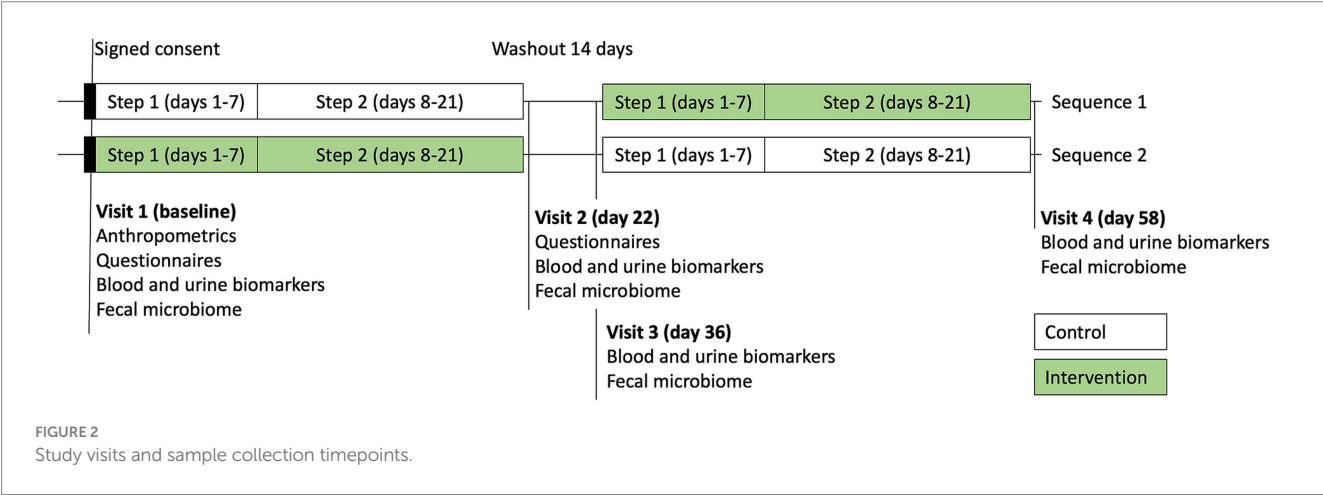 Signed consent
Washout 14 days
Step 1 (days 1-7)
Step 2 (days 8-21)
Step 1 (days 1-7)
Step 2 (days 8-21)
Sequence 1
Step 1 (days 1-7)
Step 2 (days 8-21)
Step 1 (days 1-7)
Step 2 (days 8-21)
Sequence 2
Visit 1 (baseline)
Anthropometrics
Questionnaires
Blood and urine biomarkers
Fecal microbiome
Visit 2 (day 22)
Questionnaires
Blood and urine biomarkers
Fecal microbiome
Visit 3 (day 36)
Blood and urine biomarkers
Fecal microbiome
Visit 4 (day 58)
Blood and urine biomarkers
Fecal microbiome
Control
Intervention
FIGURE 2
Study visits and sample collection timepoints.